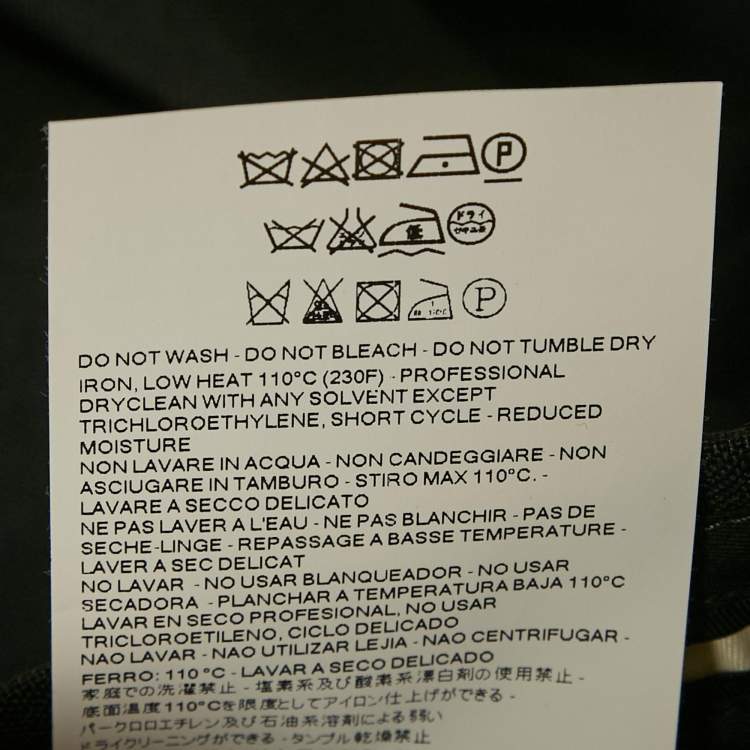 P
低 ドライ
P
DO NOT WASH - DO NOT BLEACH - DO NOT TUMBLE DRY
IRON, LOW HEAT 110°C (230F) - PROFESSIONAL
DRYCLEAN WITH ANY SOLVENT EXCEPT
TRICHLOROETHYLENE, SHORT CYCLE - REDUCED
MOISTURE
NON LAVARE IN ACQUA - NON CANDEGGIARE - NON
ASCIUGARE IN TAMBURO - STIRO MAX 110°C. -
LAVARE A SECCO DELICATO
NE PAS LAVER A L'EAU - NE PAS BLANCHIR - PAS DE
SECHE-LINGE - REPASSAGE A BASSE TEMPERATURE -
LAVER A SEC DELICAT
NO LAVAR - NO USAR BLANQUEADOR - NO USAR
SECADORA - PLANCHAR A TEMPERATURA BAJA 110°C
LAVAR EN SECO PROFESIONAL, NO USAR
TRICLOROETILENO, CICLO DELICADO
NAO LAVAR - NAO UTILIZAR LEJIA - NAO CENTRIFUGAR -
FERRO: 110°C - LAVAR A SECO DELICADO
家庭での洗濯禁止 - 塩素系及び酸素系漂白剤の使用禁止 -
底面温度110°Cを限度としてアイロン仕上げができる -
パークロロエチレン及び石油系溶剤による弱い
ドライクリーニングができる - タンブル乾燥禁止